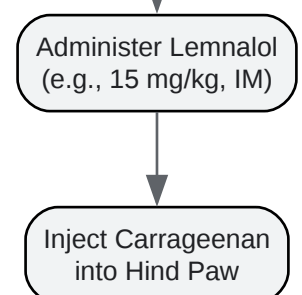 Administer Lemnalol
(e.g., 15 mg/kg, IM)
Inject Carrageenan
into Hind Paw